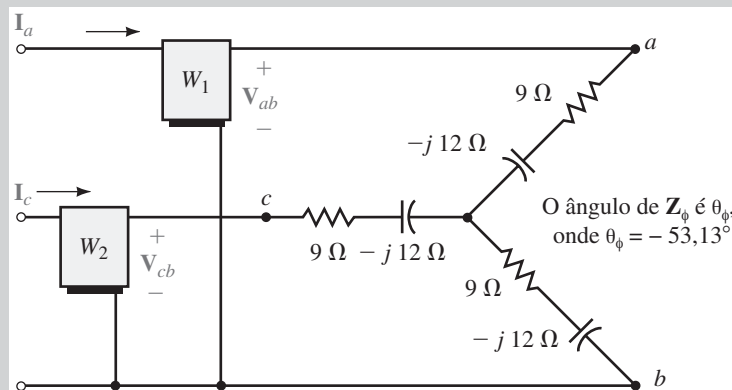 I_a
a
W_1
+
V_ab
−
9 Ω
−j 12 Ω
I_c
c
W_2
+
V_cb
−
9 Ω
− j 12 Ω
O ângulo de Z_ϕ é θ_ϕ,
onde θ_ϕ = − 53,13°
9 Ω
− j 12 Ω
b